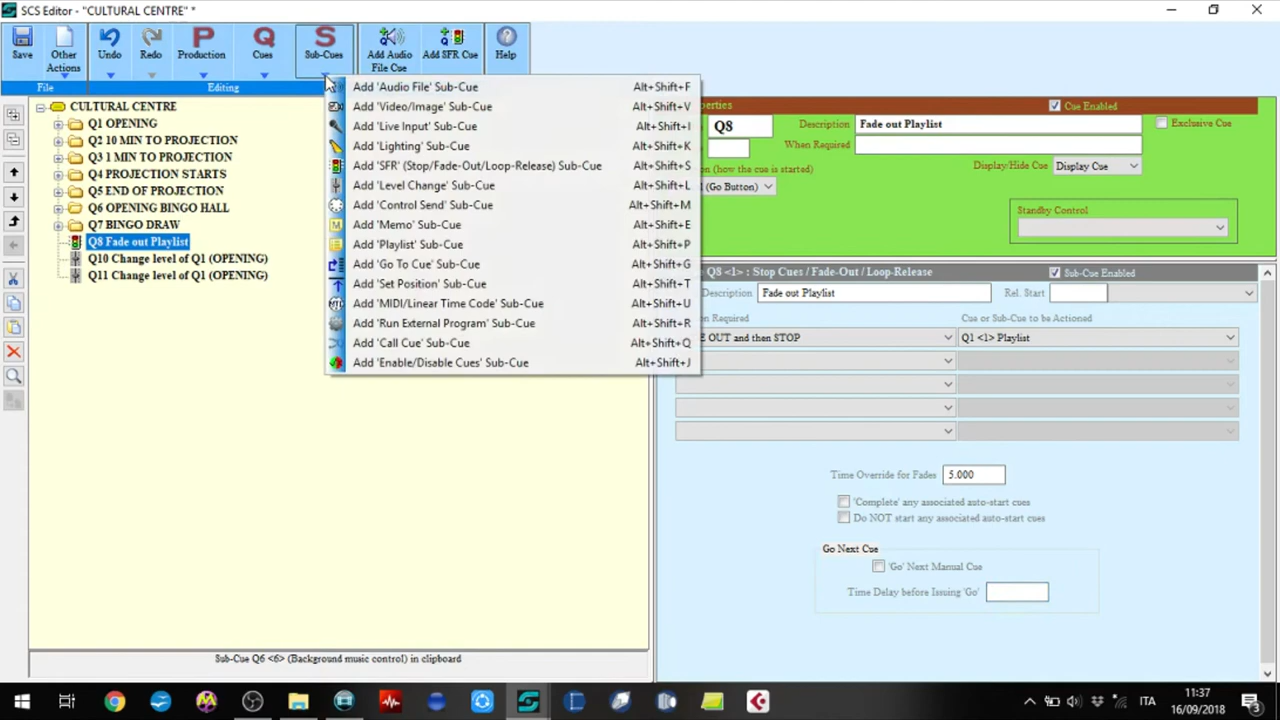 SCS Editor - "CULTURAL CENTRE" *
Save
Other Actions
Undo
Redo
Production
Cues
Sub-Cues
Add Audio File Cue
Add SFR Cue
Help
File
Editing
Add 'Audio File' Sub-Cue Alt+Shift+F
Add 'Video/Image' Sub-Cue Alt+Shift+V
Add 'Live Input' Sub-Cue Alt+Shift+I
Add 'Lighting' Sub-Cue Alt+Shift+K
Add 'SFR' (Stop/Fade-Out/Loop-Release) Sub-Cue Alt+Shift+S
Add 'Level Change' Sub-Cue Alt+Shift+L
Add 'Control Send' Sub-Cue Alt+Shift+M
Add 'Memo' Sub-Cue Alt+Shift+E
Add 'Playlist' Sub-Cue Alt+Shift+P
Add 'Go To Cue' Sub-Cue Alt+Shift+G
Add 'Set Position' Sub-Cue Alt+Shift+T
Add 'MIDI/Linear Time Code' Sub-Cue Alt+Shift+U
Add 'Run External Program' Sub-Cue Alt+Shift+R
Add 'Call Cue' Sub-Cue Alt+Shift+Q
Add 'Enable/Disable Cues' Sub-Cue Alt+Shift+J
CULTURAL CENTRE
Q1 OPENING
Q2 10 MIN TO PROJECTION
Q3 1 MIN TO PROJECTION
Q4 PROJECTION STARTS
Q5 END OF PROJECTION
Q6 OPENING BINGO HALL
Q7 BINGO DRAW
Q8 Fade out Playlist
Q10 Change level of Q1 (OPENING)
Q11 Change level of Q1 (OPENING)
Sub-Cue Q6 <6> (Background music control) in clipboard
perties
Cue Enabled
Q8
Description
Fade out Playlist
Exclusive Cue
When Required
on (how the cue is started)
Display/Hide Cue
Display Cue
l (Go Button)
Standby Control
Q8 <1> : Stop Cues / Fade-Out / Loop-Release
Sub-Cue Enabled
Description
Fade out Playlist
Rel. Start
n Required
Cue or Sub-Cue to be Actioned
E OUT and then STOP
Q1 <1> Playlist
Time Override for Fades
5.000
'Complete' any associated auto-start cues
Do NOT start any associated auto-start cues
Go Next Cue
'Go' Next Manual Cue
Time Delay before Issuing 'Go'
ITA
11:37
16/09/2018
3